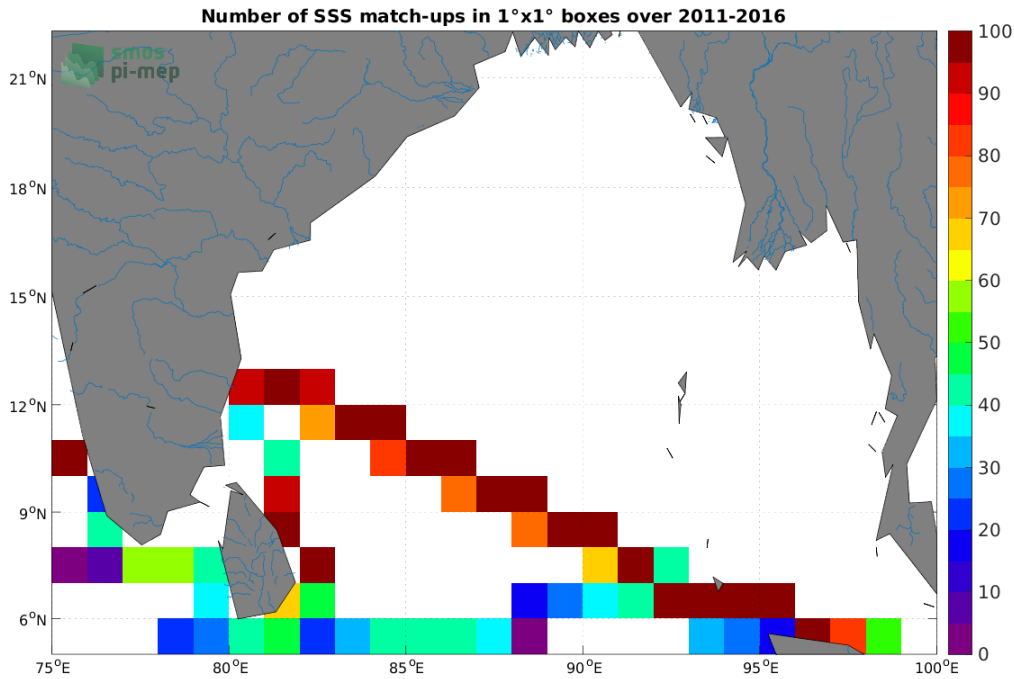 Number of SSS match-ups in 1°x1° boxes over 2011-2016
smos
pi-mep
21°N
18°N
15°N
12°N
9°N
6°N
75°E
80°E
85°E
90°E
95°E
100°E
100
90
80
70
60
50
40
30
20
10
0